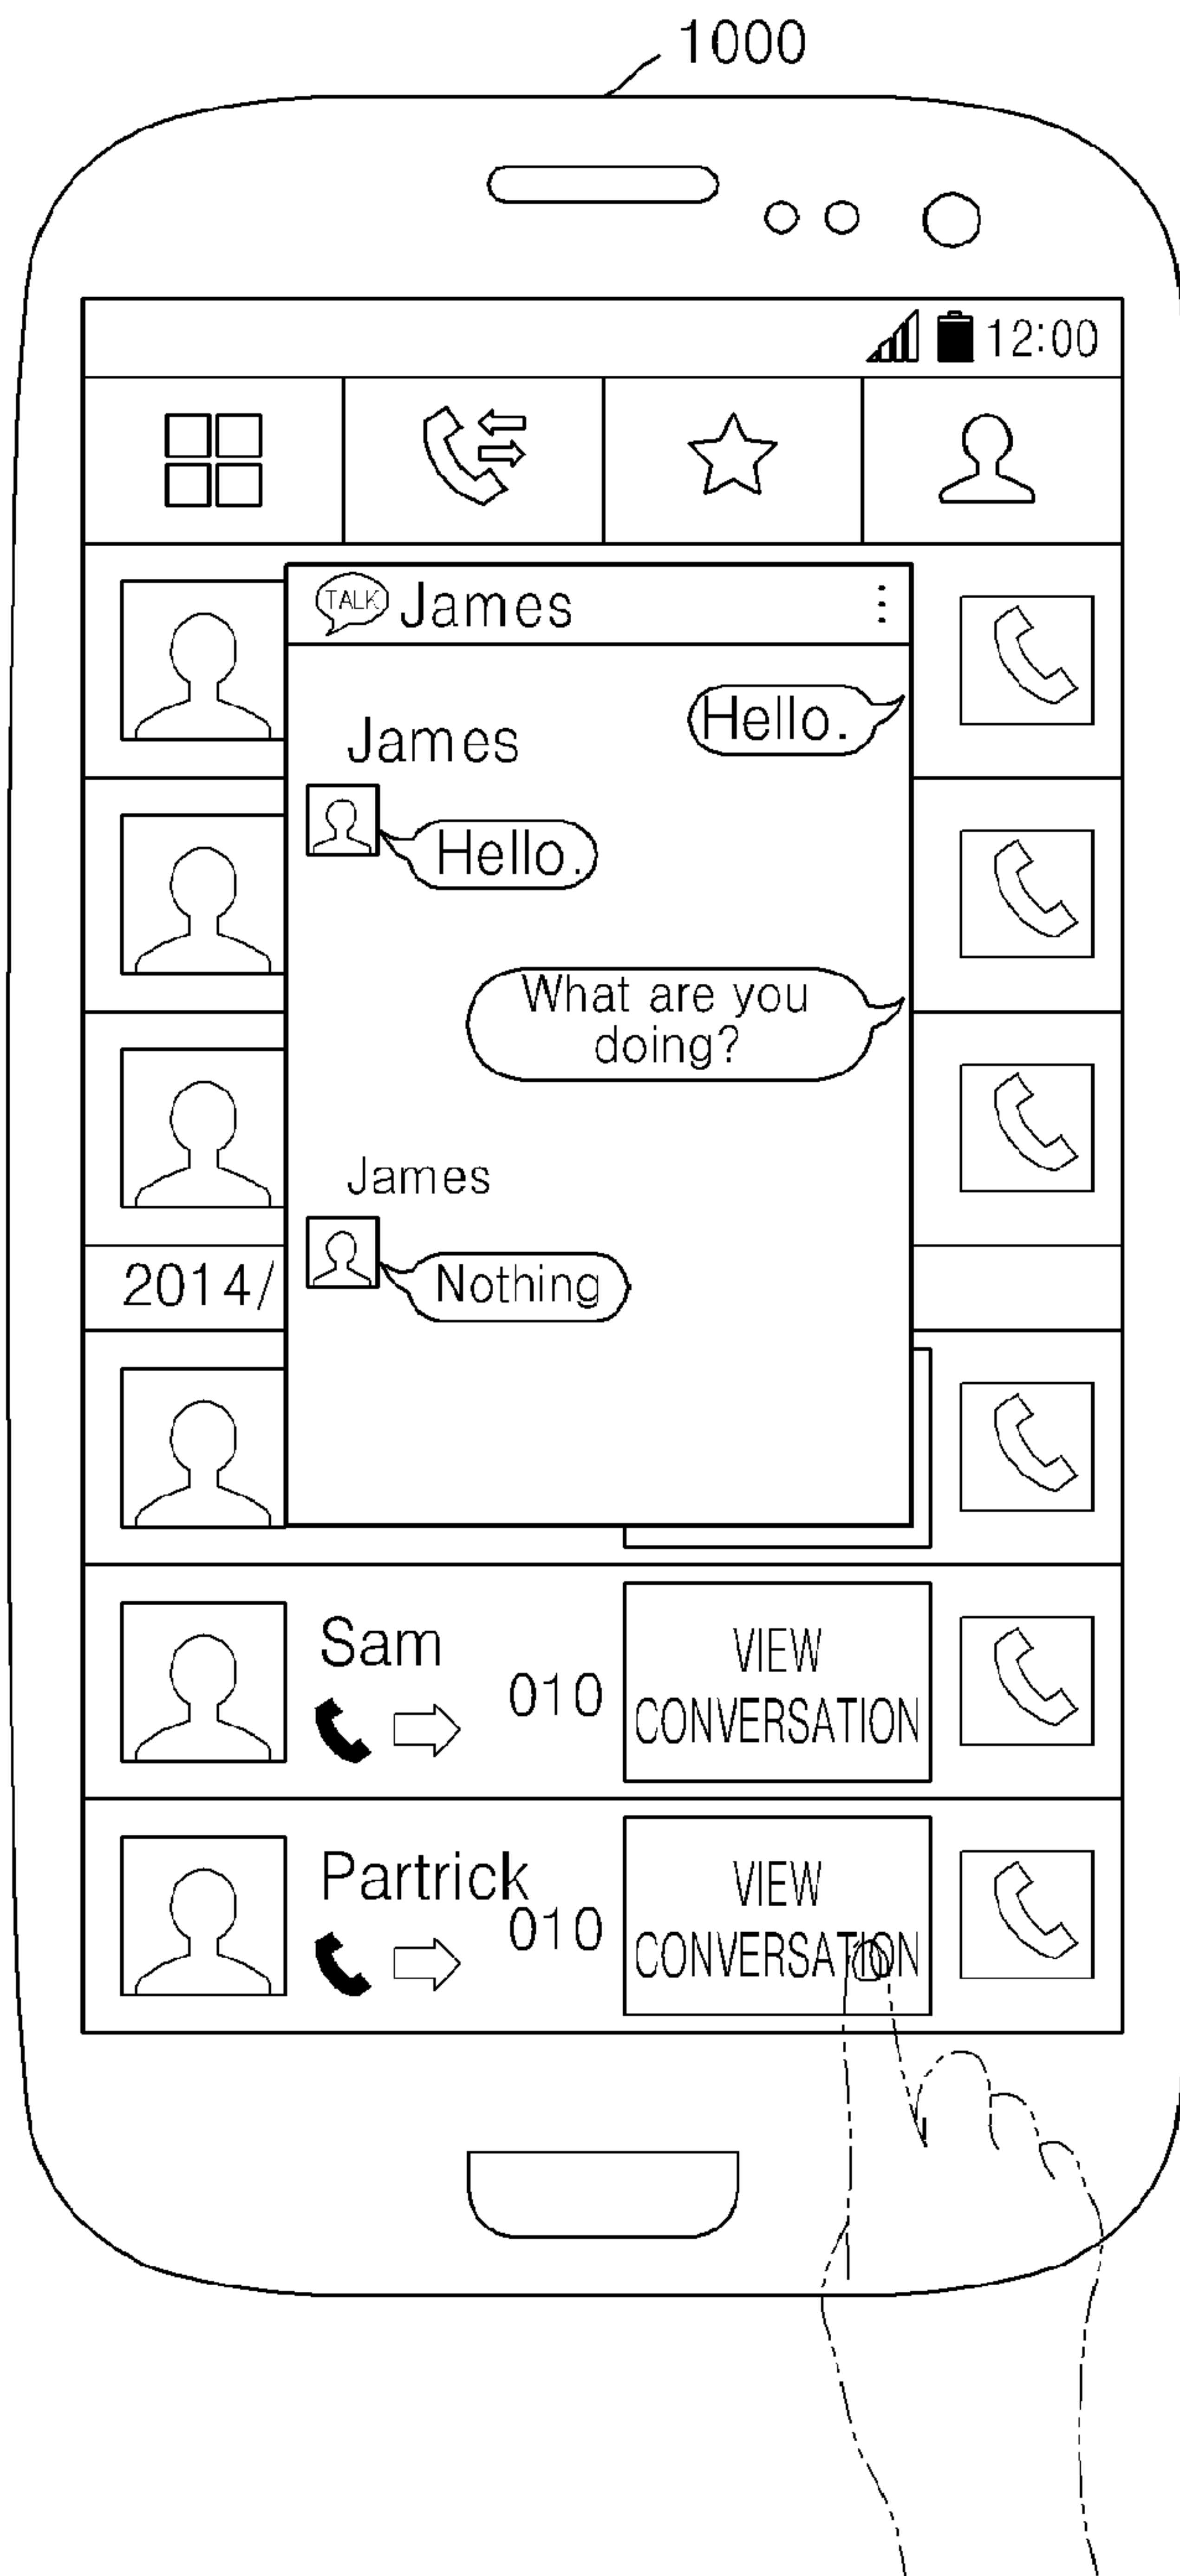 1000
12:00
TALK James
Hello.
James
Hello.
What are you
doing?
James
2014/
Nothing
Sam
010
VIEW
CONVERSATION
Partrick
010
VIEW
CONVERSATION